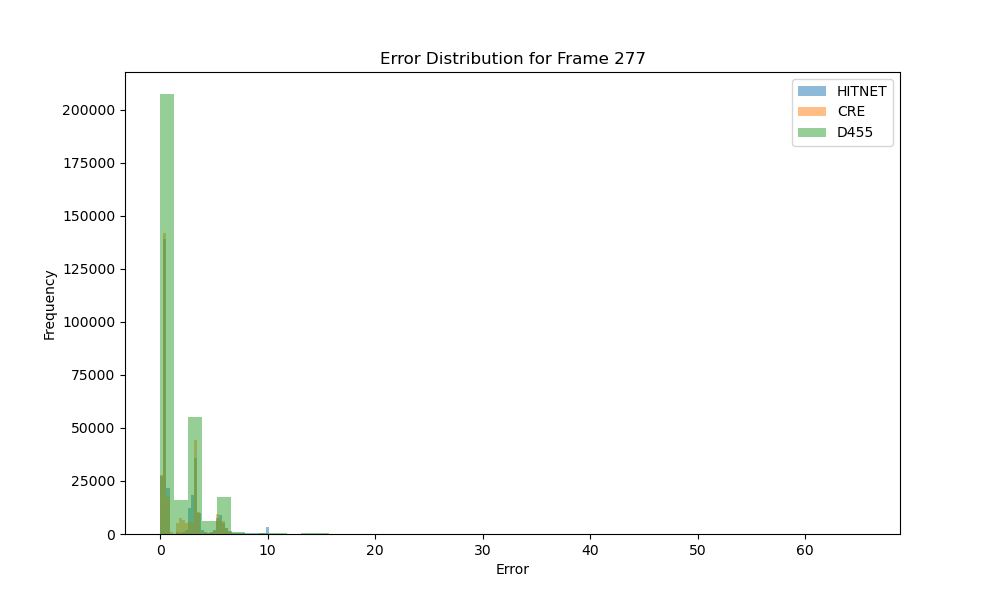 Error Distribution for Frame 277
HITNET
CRE
D455
200000
175000
150000
125000
100000
75000
50000
25000
0
Frequency
0 10 20 30 40 50 60
Error